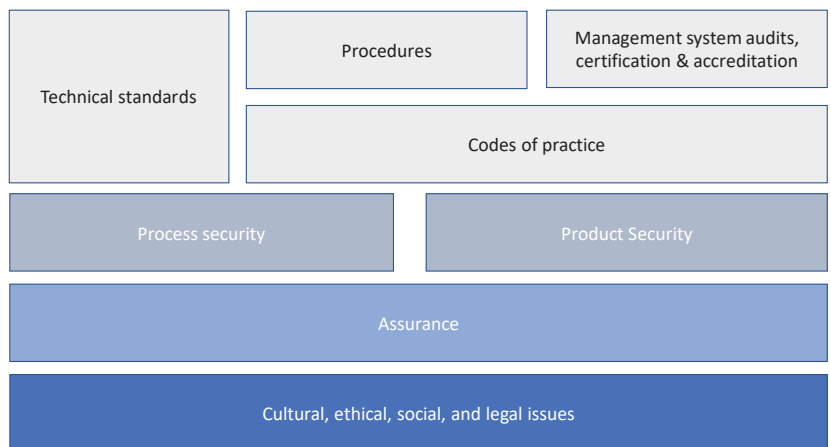 Technical standards
Procedures
Management system audits,
certification & accreditation
Codes of practice
Process security
Product Security
Assurance
Cultural, ethical, social, and legal issues